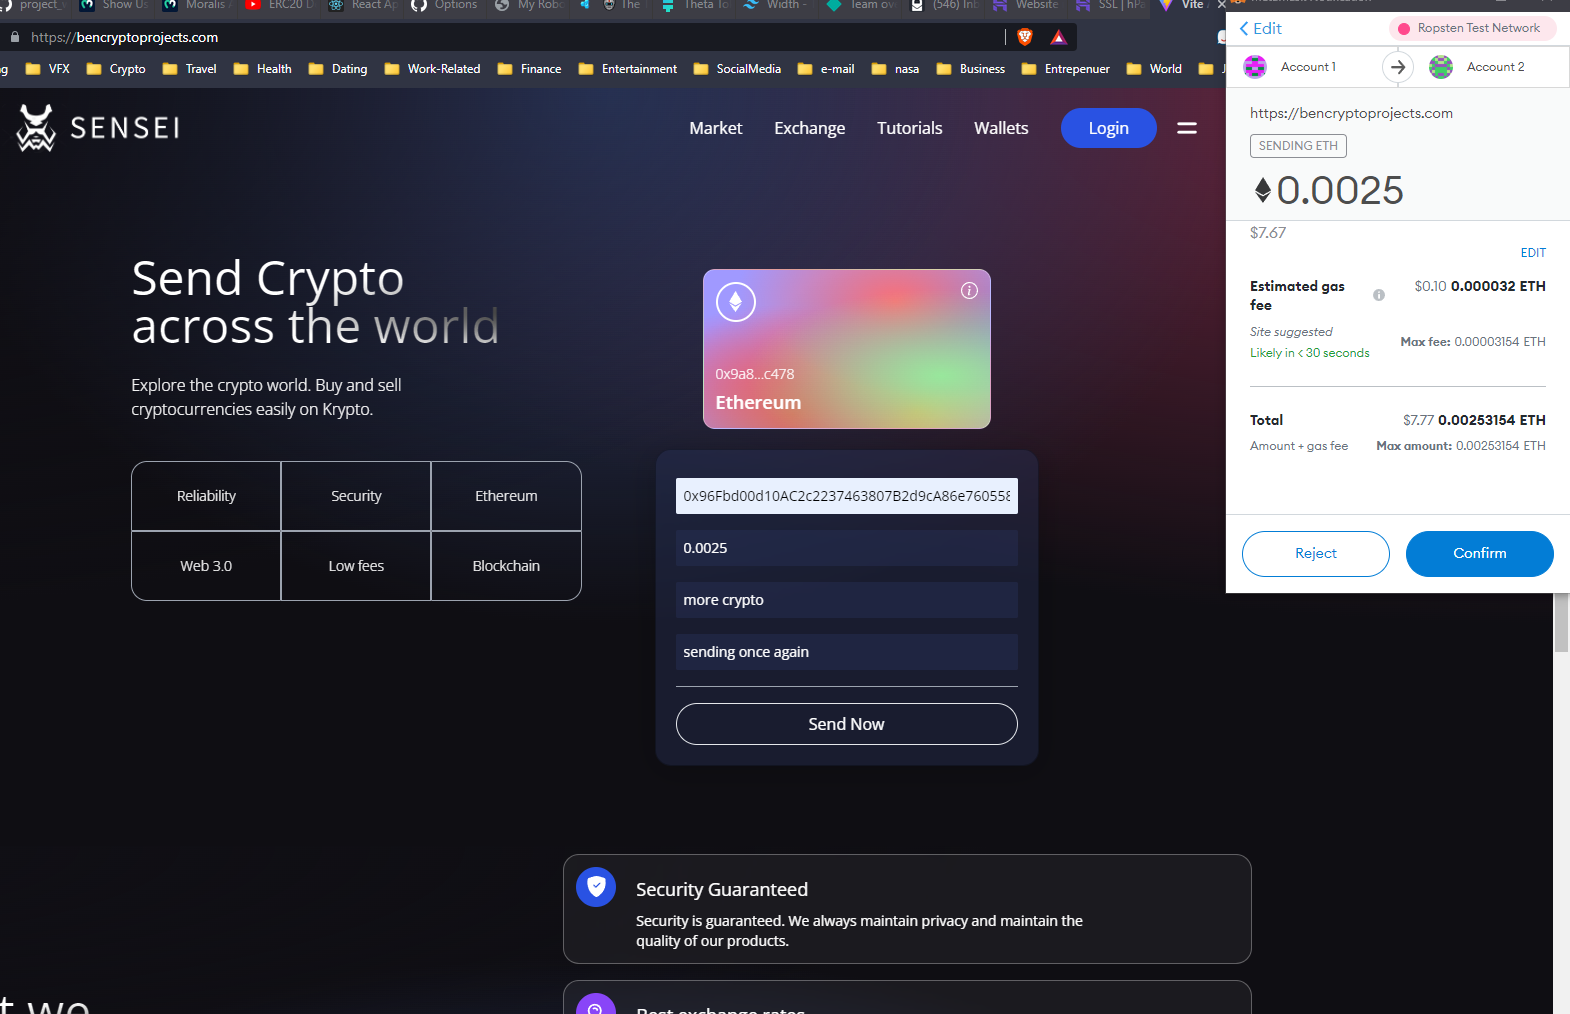 project_
Show Us
Moralis
ERC20 D
React Ap
Options
My Robo
The
Theta To
Width -
Team ov
(546) Inb
Website
SSL | hPa
Vite
https://bencryptoprojects.com
VFX
Crypto
Travel
Health
Dating
Work-Related
Finance
Entertainment
SocialMedia
e-mail
nasa
Business
Entrepenuer
World
SENSEI
Market
Exchange
Tutorials
Wallets
Login
Send Crypto
across the world
Explore the crypto world. Buy and sell
cryptocurrencies easily on Krypto.
Reliability
Security
Ethereum
Web 3.0
Low fees
Blockchain
0x9a8...c478
Ethereum
0x96Fbd00d10AC2c2237463807B2d9cA86e760558
0.0025
more crypto
sending once again
Send Now
Security Guaranteed
Security is guaranteed. We always maintain privacy and maintain the
quality of our products.
Best exchange rates
t we
Edit
Ropsten Test Network
Account 1
Account 2
https://bencryptoprojects.com
SENDING ETH
0.0025
$7.67
EDIT
Estimated gas
fee
$0.10 0.000032 ETH
Site suggested
Likely in < 30 seconds
Max fee: 0.00003154 ETH
Total
$7.77 0.00253154 ETH
Amount + gas fee
Max amount: 0.00253154 ETH
Reject
Confirm